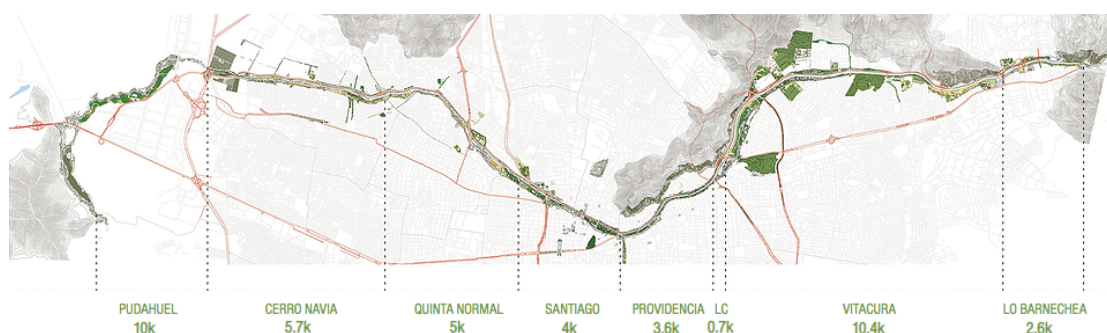 PUDAHUEL CERRO NAVIA QUINTA NORMAL SANTIAGO PROVIDENCIA LC VITACURA LO BARNECHEA
10k 5.7k 5k 4k 3.6k 0.7k 10.4k 2.6k